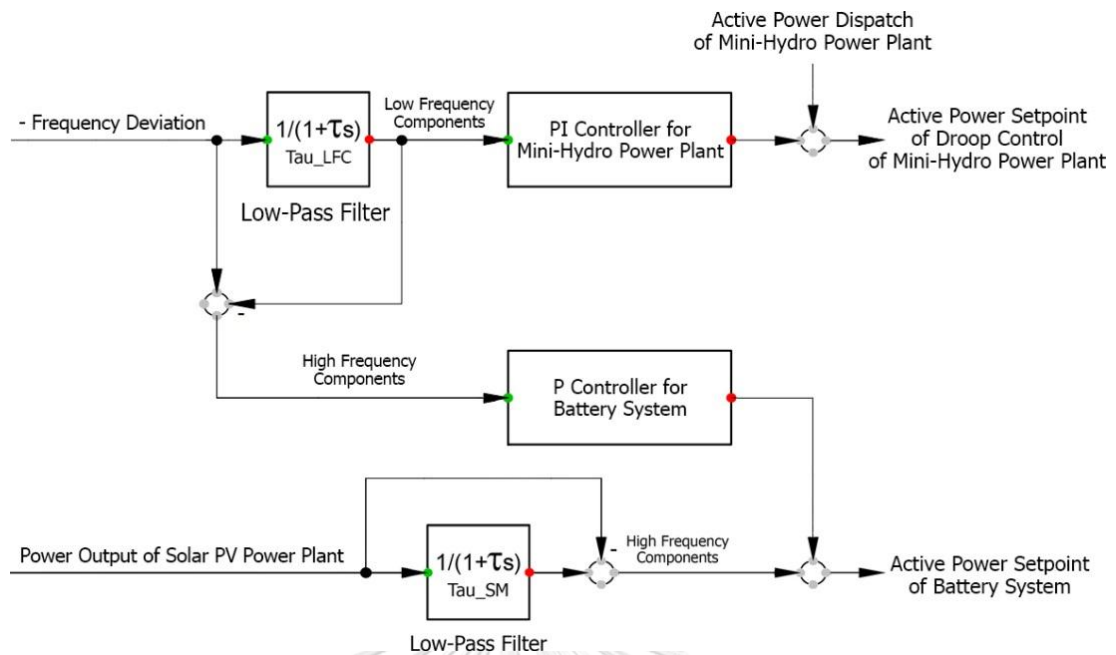 Active Power Dispatch
of Mini-Hydro Power Plant
- Frequency Deviation
1/(1+τs)
Tau_LFC
Low-Pass Filter
Low Frequency
Components
PI Controller for
Mini-Hydro Power Plant
Active Power Setpoint
of Droop Control
of Mini-Hydro Power Plant
-
High Frequency
Components
P Controller for
Battery System
Power Output of Solar PV Power Plant
1/(1+τs)
Tau_SM
Low-Pass Filter
-
High Frequency
Components
Active Power Setpoint
of Battery System